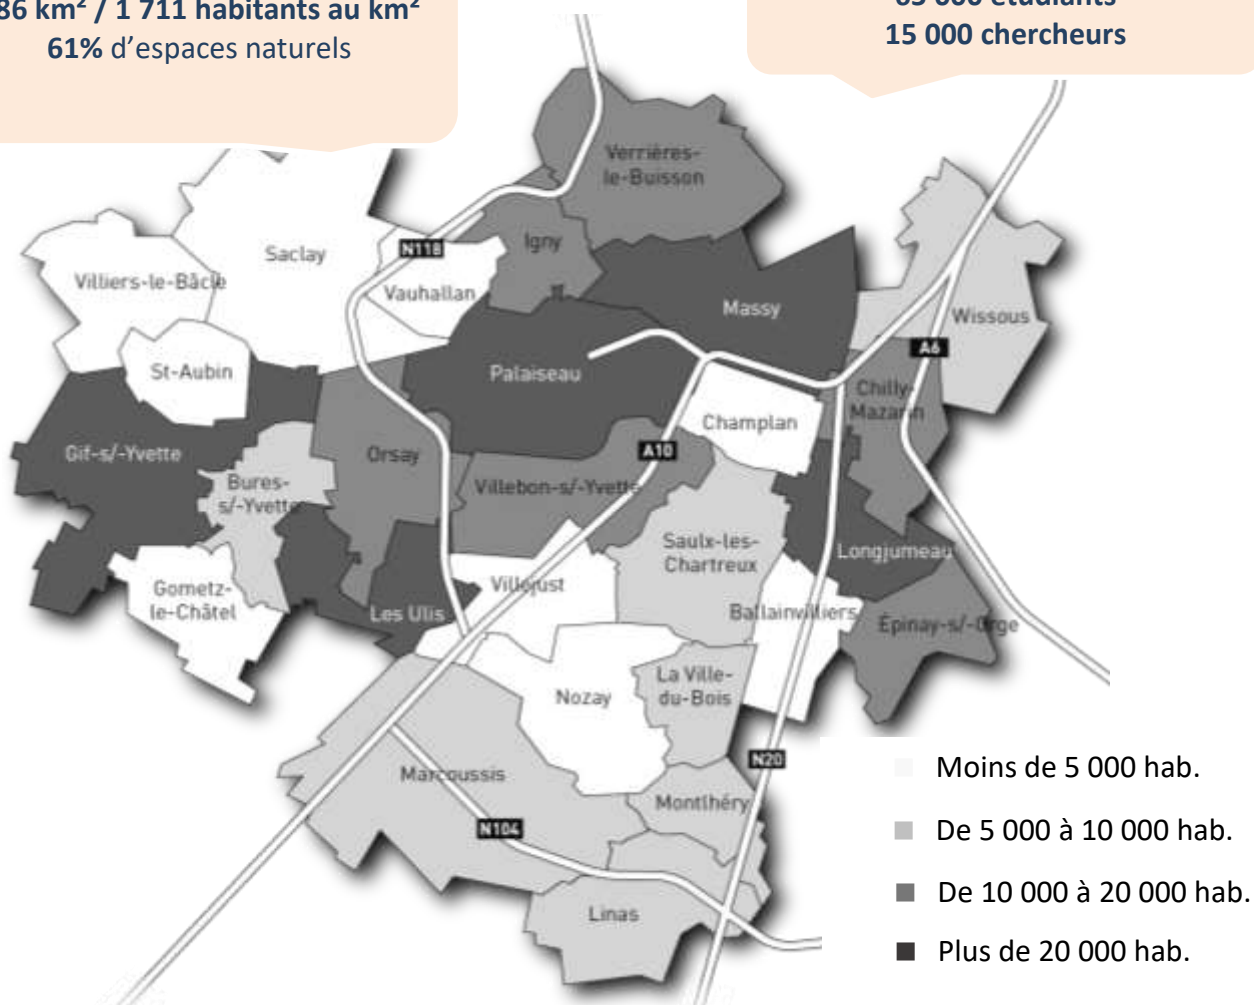 86 km² / 1 711 habitants au km²
61% d’espaces naturels
65 000 étudiants
15 000 chercheurs
Verrières-
le-Buisson
Igny
Saclay
N118
Villiers-le-Bâcle
Vauhallan
Massy
Wissous
A6
St-Aubin
Palaiseau
Chilly-
Mazarin
Champlan
Gif-s/-Yvette
Orsay
A10
Bures-
s/-Yvette
Villebon-s/-Yvette
Saulx-les-
Chartreux
Longjumeau
Gometz-
le-Châtel
Les Ulis
Villejust
Ballainvilliers
Épinay-s/-Orge
La Ville-
du-Bois
Nozay
N20
Marcoussis
Montlhéry
N104
Linas
Moins de 5 000 hab.
De 5 000 à 10 000 hab.
De 10 000 à 20 000 hab.
Plus de 20 000 hab.